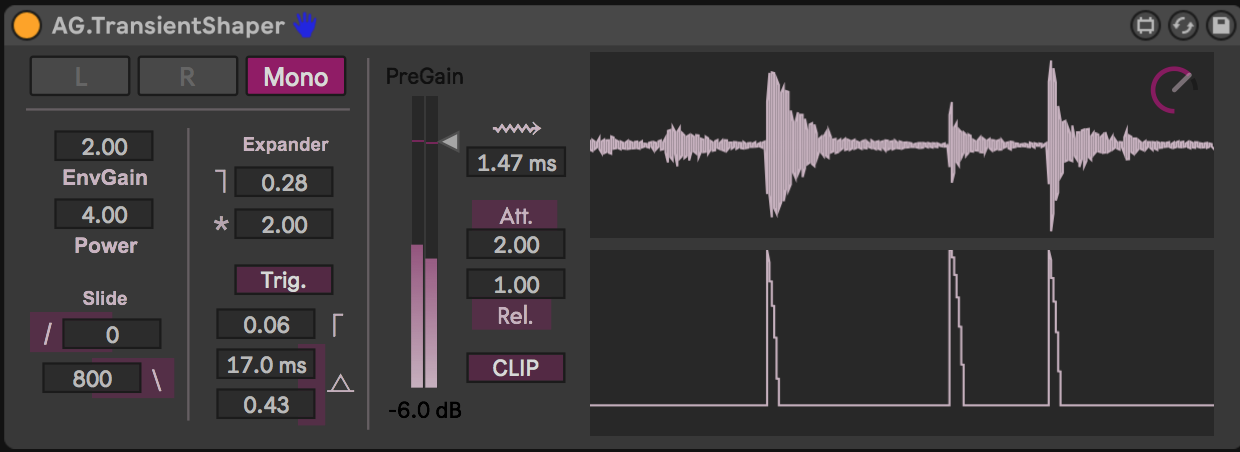 AG.TransientShaper
L R Mono
2.00
EnvGain
4.00
Power
Slide
/ 0
800 \
Expander
0.28
* 2.00
Trig.
0.06
17.0 ms
0.43
PreGain
-6.0 dB
1.47 ms
Att.
2.00
1.00
Rel.
CLIP